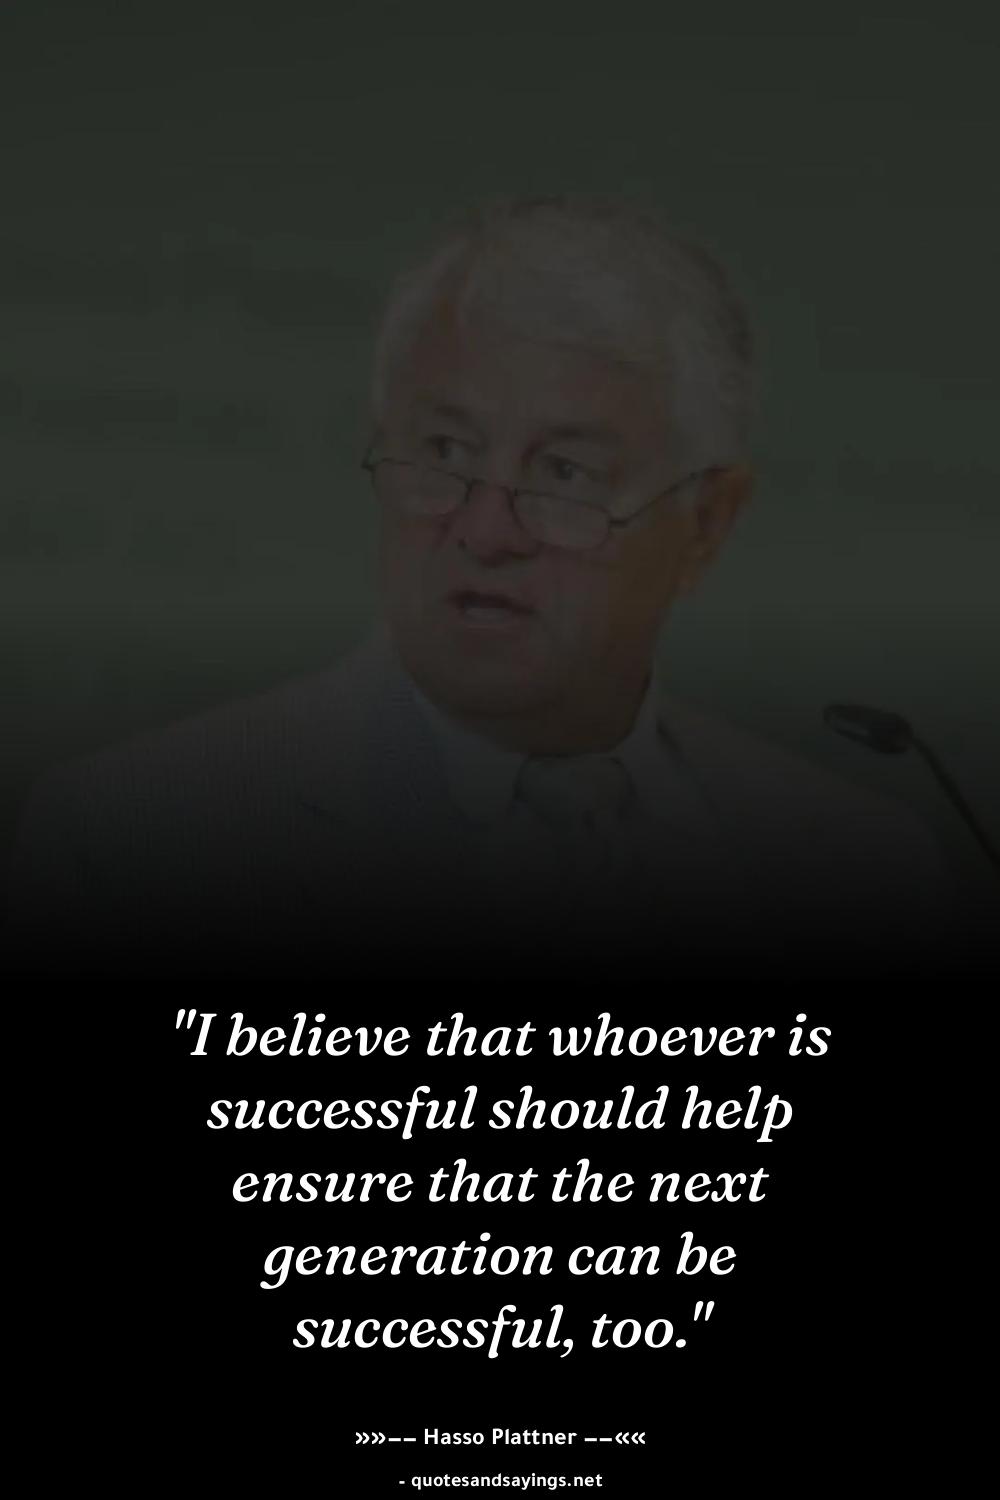 "I believe that whoever is
successful should help
ensure that the next
generation can be
successful, too."
»»–– Hasso Plattner ––««
- quotesandsayings.net